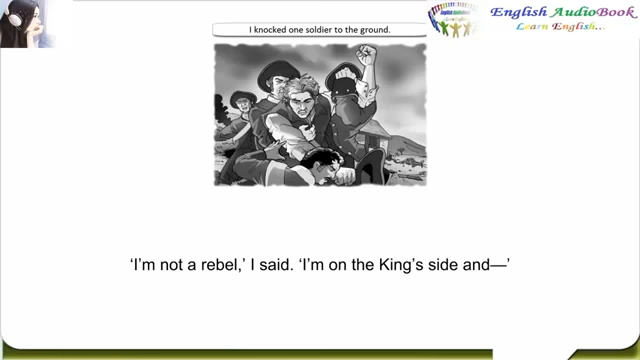 I knocked one soldier to the ground.
English AudioBook
Learn English...
‘I’m not a rebel,’ I said. ‘I’m on the King’s side and—’